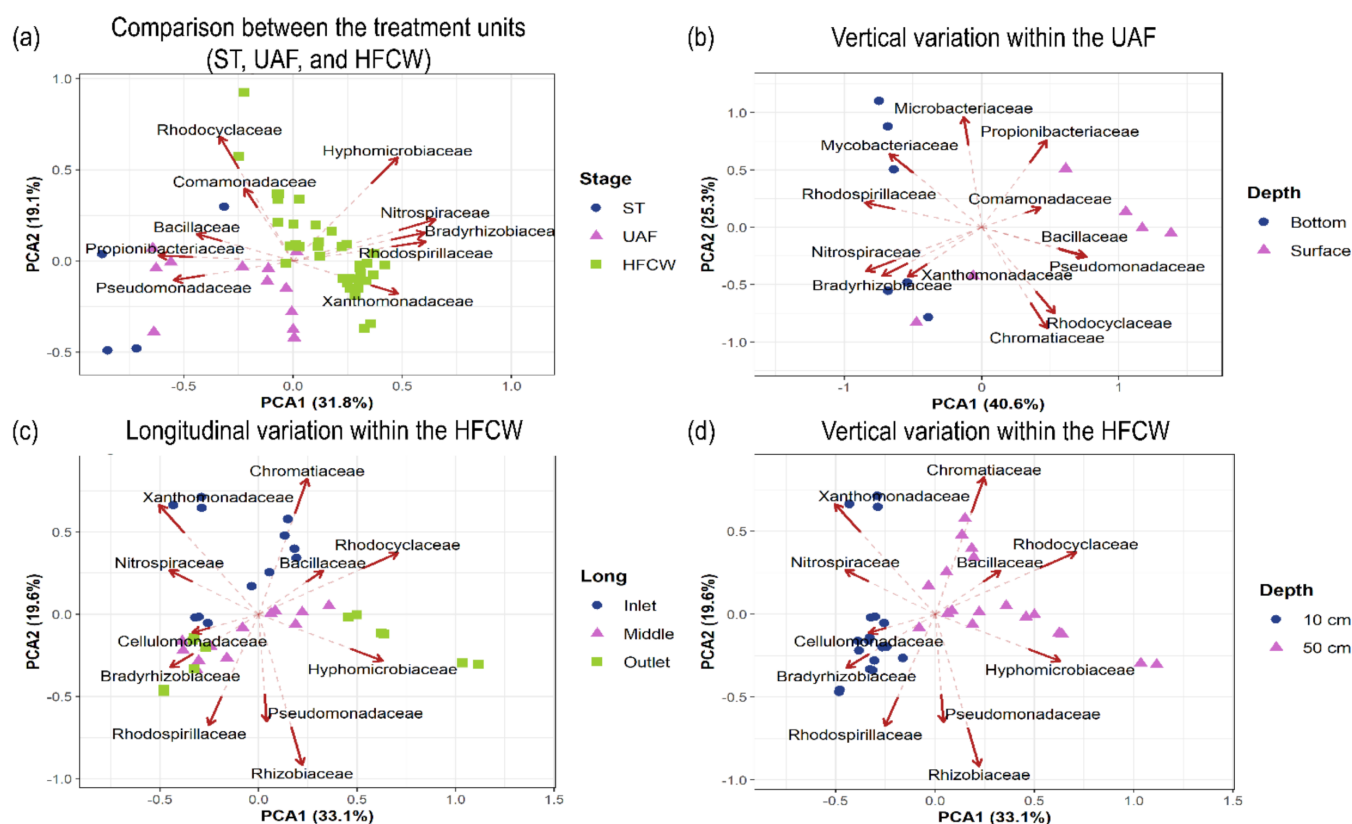 (a)
Comparison between the treatment units
(ST, UAF, and HFCW)
1.0
0.5
0.0
-0.5
PCA2 (19.1%)
Rhodocyclaceae
Hyphomicrobiaceae
Comamonadaceae
Nitrospiraceae
Bacillaceae
Bradyrhizobiacea
Propionibacteriaceae
Rhodospirillaceae
Pseudomonadaceae
Xanthomonadaceae
-0.5
0.0
0.5
1.0
PCA1 (31.8%)
Stage
ST
UAF
HFCW
(b)
Vertical variation within the UAF
1.0
0.5
0.0
-0.5
-1.0
PCA2 (25.3%)
Microbacteriaceae
Propionibacteriaceae
Mycobacteriaceae
Rhodospirillaceae
Comamonadaceae
Bacillaceae
Nitrospiraceae
Pseudomonadaceae
Xanthomonadaceae
Bradyrhizobiaceae
Rhodocyclaceae
Chromatiaceae
-1
0
1
PCA1 (40.6%)
Depth
Bottom
Surface
(c)
Longitudinal variation within the HFCW
0.5
0.0
-0.5
-1.0
PCA2 (19.6%)
Chromatiaceae
Xanthomonadaceae
Rhodocyclaceae
Nitrospiraceae
Bacillaceae
Cellulomonadaceae
Bradyrhizobiaceae
Hyphomicrobiaceae
Pseudomonadaceae
Rhodospirillaceae
Rhizobiaceae
-0.5
0.0
0.5
1.0
1.5
PCA1 (33.1%)
Long
Inlet
Middle
Outlet
(d)
Vertical variation within the HFCW
0.5
0.0
-0.5
-1.0
PCA2 (19.6%)
Chromatiaceae
Xanthomonadaceae
Rhodocyclaceae
Nitrospiraceae
Bacillaceae
Cellulomonadaceae
Bradyrhizobiaceae
Hyphomicrobiaceae
Pseudomonadaceae
Rhodospirillaceae
Rhizobiaceae
-0.5
0.0
0.5
1.0
1.5
PCA1 (33.1%)
Depth
10 cm
50 cm